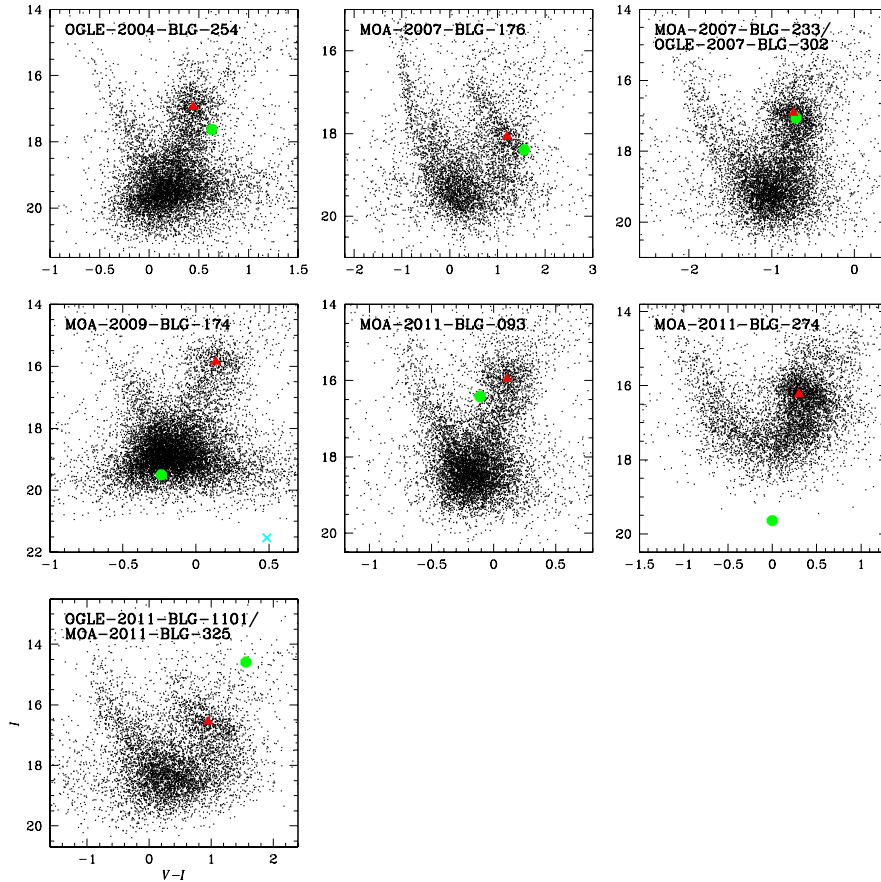 OGLE-2004-BLG-254
14
16
18
20
-1 -0.5 0 0.5 1 1.5
MOA-2007-BLG-176
14
16
18
20
-2 -1 0 1 2 3
MOA-2007-BLG-233/
OGLE-2007-BLG-302
14
16
18
20
-2 -1 0
MOA-2009-BLG-174
14
16
18
20
22
-1 -0.5 0 0.5
MOA-2011-BLG-093
14
16
18
20
-1 -0.5 0 0.5
MOA-2011-BLG-274
14
16
18
20
-1.5 -1 -0.5 0 0.5 1
OGLE-2011-BLG-1101/
MOA-2011-BLG-325
14
16
18
20
I
-1 0 1 2
V-I